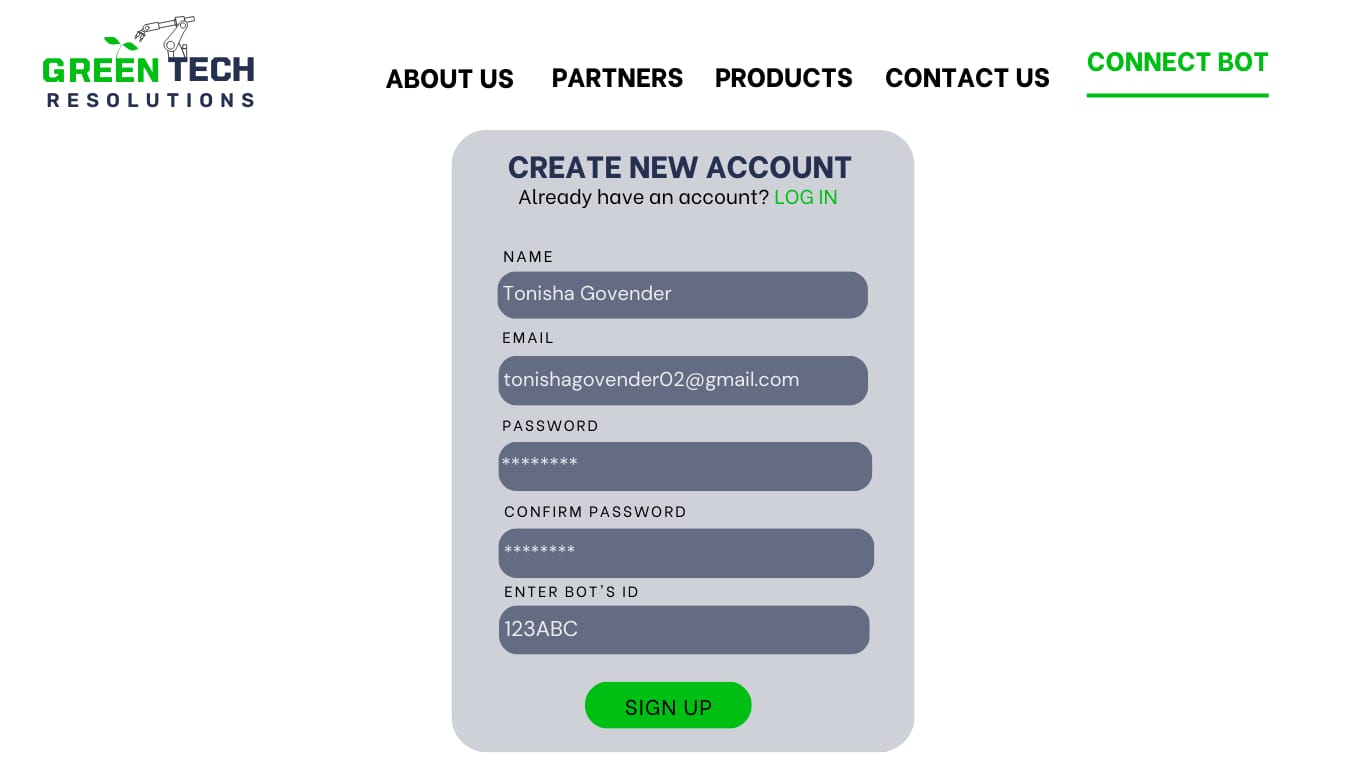 GREEN TECH
RESOLUTIONS
ABOUT US PARTNERS PRODUCTS CONTACT US CONNECT BOT
CREATE NEW ACCOUNT
Already have an account? LOG IN
NAME
Tonisha Govender
EMAIL
tonishagovender02@gmail.com
PASSWORD
********
CONFIRM PASSWORD
********
ENTER BOT'S ID
123ABC
SIGN UP